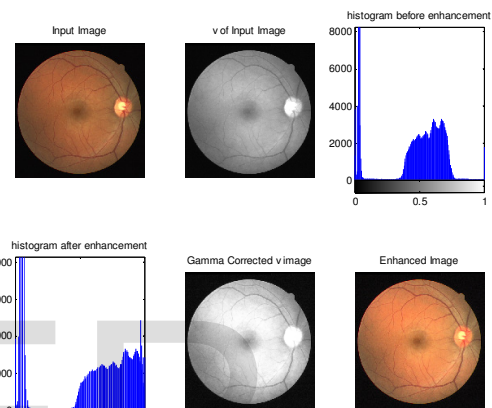 histogram before enhancement
Input Image
v of Input Image
8000
6000
4000
2000
0
0 0.5 1
histogram after enhancement
Gamma Corrected v image
Enhanced Image